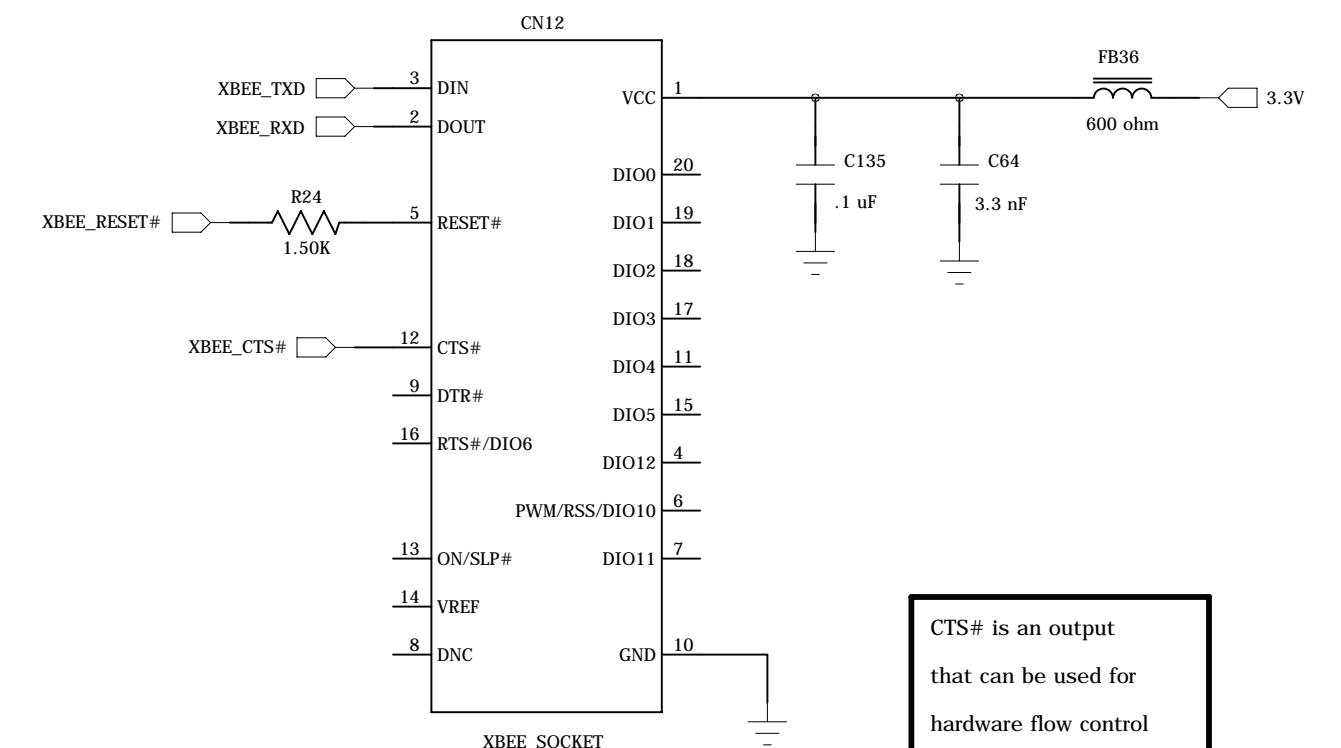 CN12
XBEE_TXD
3
DIN
XBEE_RXD
2
DOUT
XBEE_RESET#
R24
1.50K
5
RESET#
XBEE_CTS#
12
CTS#
9
DTR#
16
RTS#/DIO6
13
ON/SLP#
14
VREF
8
DNC
VCC
1
DIO0
20
DIO1
19
DIO2
18
DIO3
17
DIO4
11
DIO5
15
DIO12
4
PWM/RSS/DIO10
6
DIO11
7
GND
10
XBEE_SOCKET
C135
.1 uF
C64
3.3 nF
FB36
600 ohm
3.3V
CTS# is an output
that can be used for
hardware flow control